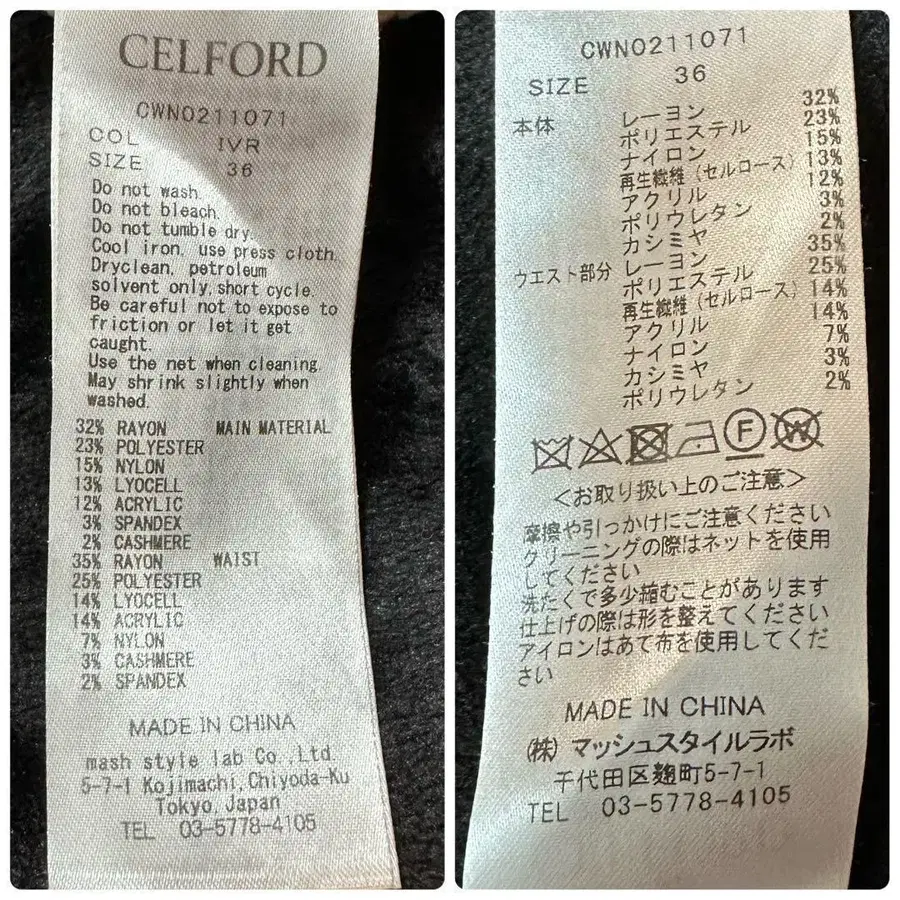 CELFORD
CWNO211071
COL IVR
SIZE 36
Do not wash.
Do not bleach.
Do not tumble dry.
Cool iron, use press cloth.
Dryclean, petroleum
solvent only, short cycle.
Be careful not to expose to
friction or let it get
caught.
Use the net when cleaning.
May shrink slightly when
washed.
32% RAYON MAIN MATERIAL
23% POLYESTER
15% NYLON
13% LYOCELL
12% ACRYLIC
3% SPANDEX
2% CASHMERE
35% RAYON WAIST
25% POLYESTER
14% LYOCELL
14% ACRYLIC
7% NYLON
3% CASHMERE
2% SPANDEX
MADE IN CHINA
mash style lab Co.,Ltd.
5-7-1 Kojimachi,Chiyoda-Ku
Tokyo,Japan
TEL 03-5778-4105
CWNO211071
SIZE 36
本体 レーヨン 32%
ポリエステル 23%
ナイロン 15%
再生繊維(セルロース) 13%
アクリル 12%
ポリウレタン 3%
カシミヤ 2%
ウエスト部分 レーヨン 35%
ポリエステル 25%
再生繊維(セルロース) 14%
アクリル 14%
ナイロン 7%
カシミヤ 3%
ポリウレタン 2%
F W
<お取り扱い上のご注意>
摩擦や引っかけにご注意ください
クリーニングの際はネットを使用
してください
洗たくで多少縮むことがあります
仕上げの際は形を整えてください
アイロンはあて布を使用してくだ
さい
MADE IN CHINA
(株) マッシュスタイルラボ
千代田区麹町5-7-1
TEL 03-5778-4105